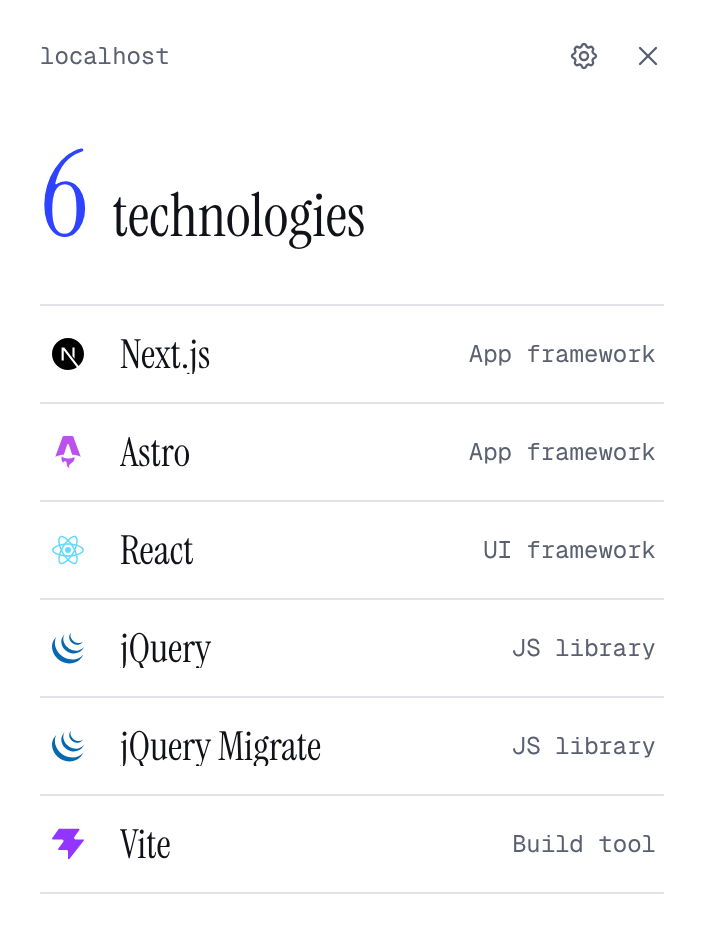 localhost
6 technologies
Next.js App framework
Astro App framework
React UI framework
jQuery JS library
jQuery Migrate JS library
Vite Build tool